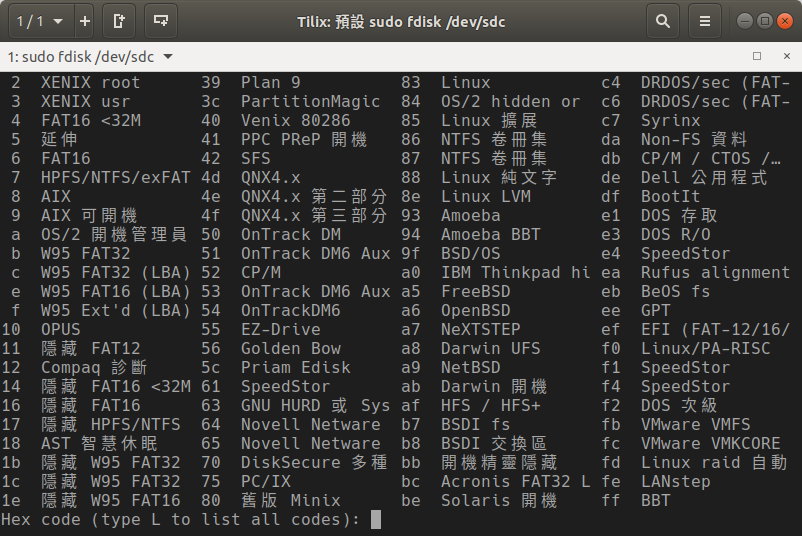 1 / 1
Tilix: 預設 sudo fdisk /dev/sdc
1: sudo fdisk /dev/sdc
2 XENIX root 39 Plan 9 83 Linux c4 DRDOS/sec (FAT-
3 XENIX usr 3c PartitionMagic 84 OS/2 hidden or c6 DRDOS/sec (FAT-
4 FAT16 <32M 40 Venix 80286 85 Linux 擴展 c7 Syrinx
5 延伸 41 PPC PReP 開機 86 NTFS 卷冊集 da Non-FS 資料
6 FAT16 42 SFS 87 NTFS 卷冊集 db CP/M / CTOS /…
7 HPFS/NTFS/exFAT 4d QNX4.x 88 Linux 純文字 de Dell 公用程式
8 AIX 4e QNX4.x 第二部分 8e Linux LVM df BootIt
9 AIX 可開機 4f QNX4.x 第三部分 93 Amoeba e1 DOS 存取
a OS/2 開機管理員 50 OnTrack DM 94 Amoeba BBT e3 DOS R/O
b W95 FAT32 51 OnTrack DM6 Aux 9f BSD/OS e4 SpeedStor
c W95 FAT32 (LBA) 52 CP/M a0 IBM Thinkpad hi ea Rufus alignment
e W95 FAT16 (LBA) 53 OnTrack DM6 Aux a5 FreeBSD eb BeOS fs
f W95 Ext'd (LBA) 54 OnTrackDM6 a6 OpenBSD ee GPT
10 OPUS 55 EZ-Drive a7 NeXTSTEP ef EFI (FAT-12/16/
11 隱藏 FAT12 56 Golden Bow a8 Darwin UFS f0 Linux/PA-RISC
12 Compaq 診斷 5c Priam Edisk a9 NetBSD f1 SpeedStor
14 隱藏 FAT16 <32M 61 SpeedStor ab Darwin 開機 f4 SpeedStor
16 隱藏 FAT16 63 GNU HURD 或 Sys af HFS / HFS+ f2 DOS 次級
17 隱藏 HPFS/NTFS 64 Novell Netware b7 BSDI fs fb VMware VMFS
18 AST 智慧休眠 65 Novell Netware b8 BSDI 交換區 fc VMware VMKCORE
1b 隱藏 W95 FAT32 70 DiskSecure 多種 bb 開機精靈隱藏 fd Linux raid 自動
1c 隱藏 W95 FAT32 75 PC/IX bc Acronis FAT32 L fe LANstep
1e 隱藏 W95 FAT16 80 舊版 Minix be Solaris 開機 ff BBT
Hex code (type L to list all codes):